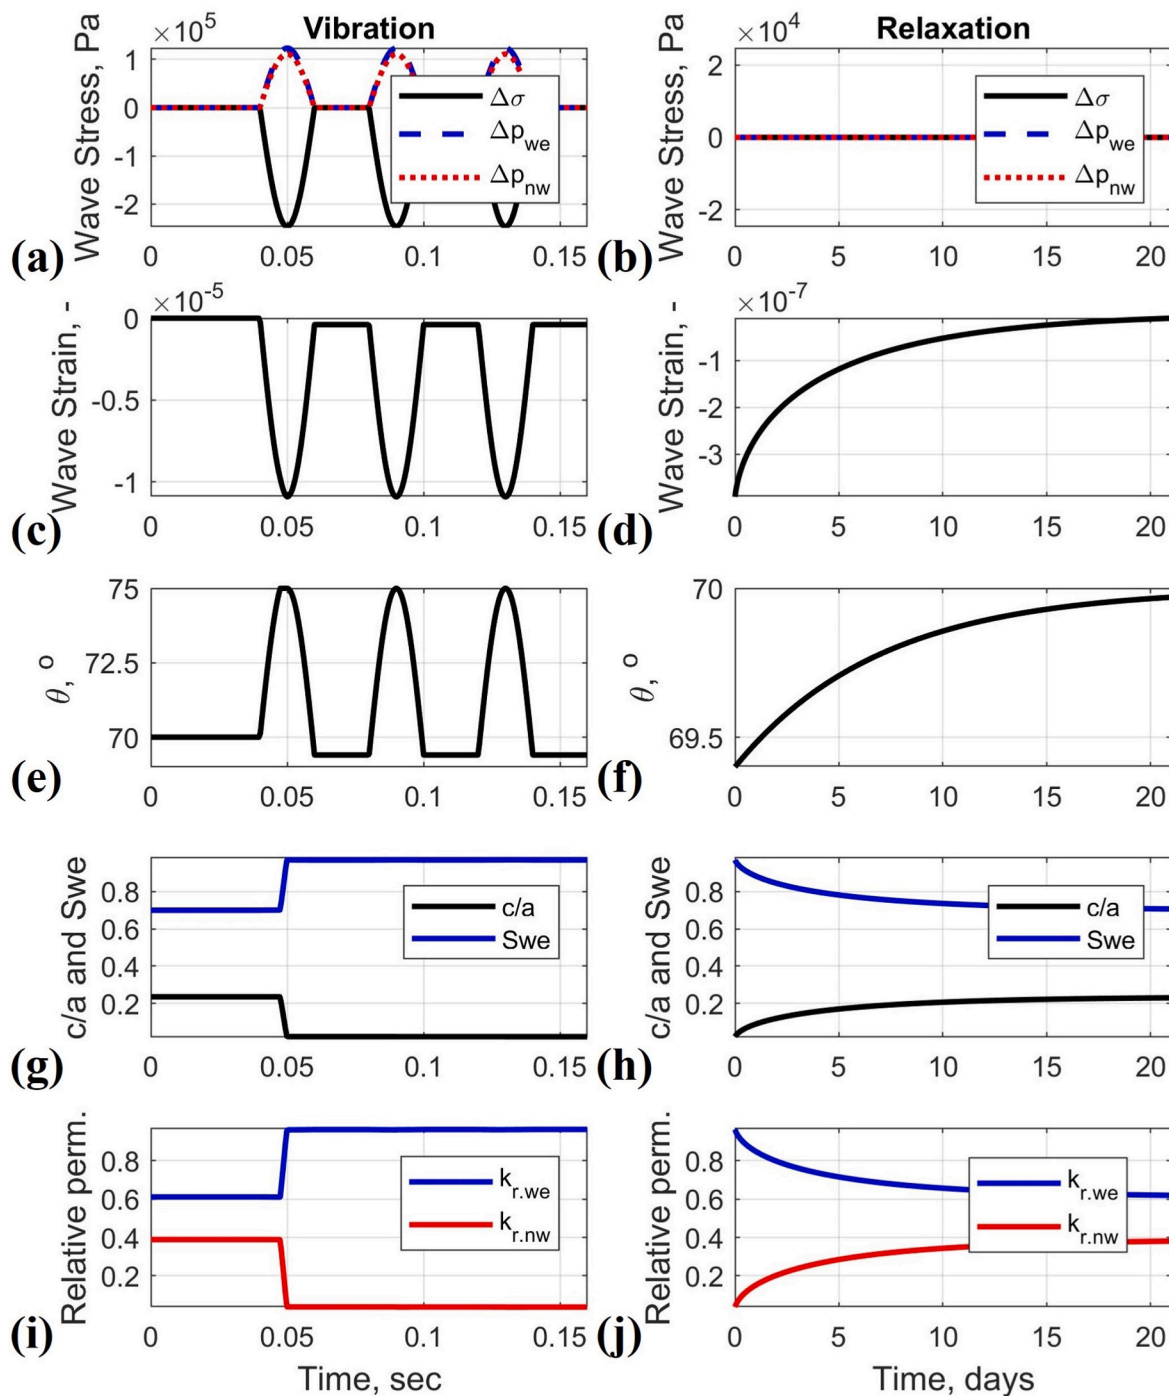 Vibration
×10^5
Wave Stress, Pa
1
0
-1
-2
Δσ
Δp_we
Δp_nw
0
0.05
0.1
0.15
(a)
Relaxation
×10^4
Wave Stress, Pa
2
0
-2
Δσ
Δp_we
Δp_nw
0
5
10
15
20
(b)
×10^-5
Wave Strain, -
0
-0.5
-1
0
0.05
0.1
0.15
(c)
×10^-7
Wave Strain, -
-1
-2
-3
0
5
10
15
20
(d)
θ, o
75
72.5
70
0
0.05
0.1
0.15
(e)
θ, o
70
69.5
0
5
10
15
20
(f)
c/a and Swe
0.8
0.6
0.4
0.2
c/a
Swe
0
0.05
0.1
0.15
(g)
c/a and Swe
0.8
0.6
0.4
0.2
c/a
Swe
0
5
10
15
20
(h)
Relative perm.
0.8
0.6
0.4
0.2
k_r.we
k_r.nw
0
0.05
0.1
0.15
(i)
Time, sec
Relative perm.
0.8
0.6
0.4
0.2
k_r.we
k_r.nw
0
5
10
15
20
(j)
Time, days